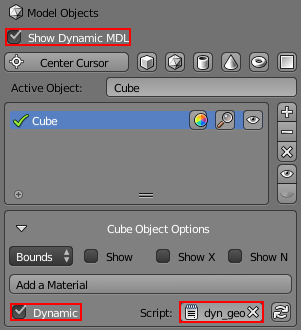 Model Objects
Show Dynamic MDL
Center Cursor
Active Object: Cube
Cube
Cube Object Options
Bounds Show Show X Show N
Add a Material
Dynamic Script: dyn_geo